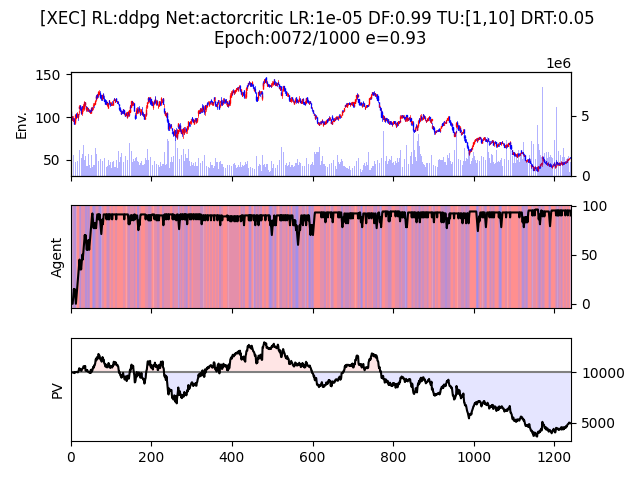 [XEC] RL:ddpg Net:actorcritic LR:1e-05 DF:0.99 TU:[1,10] DRT:0.05
Epoch:0072/1000 e=0.93
1e6
150
100
50
Env.
5
0
Agent
100
50
0
PV
10000
5000
0 200 400 600 800 1000 1200